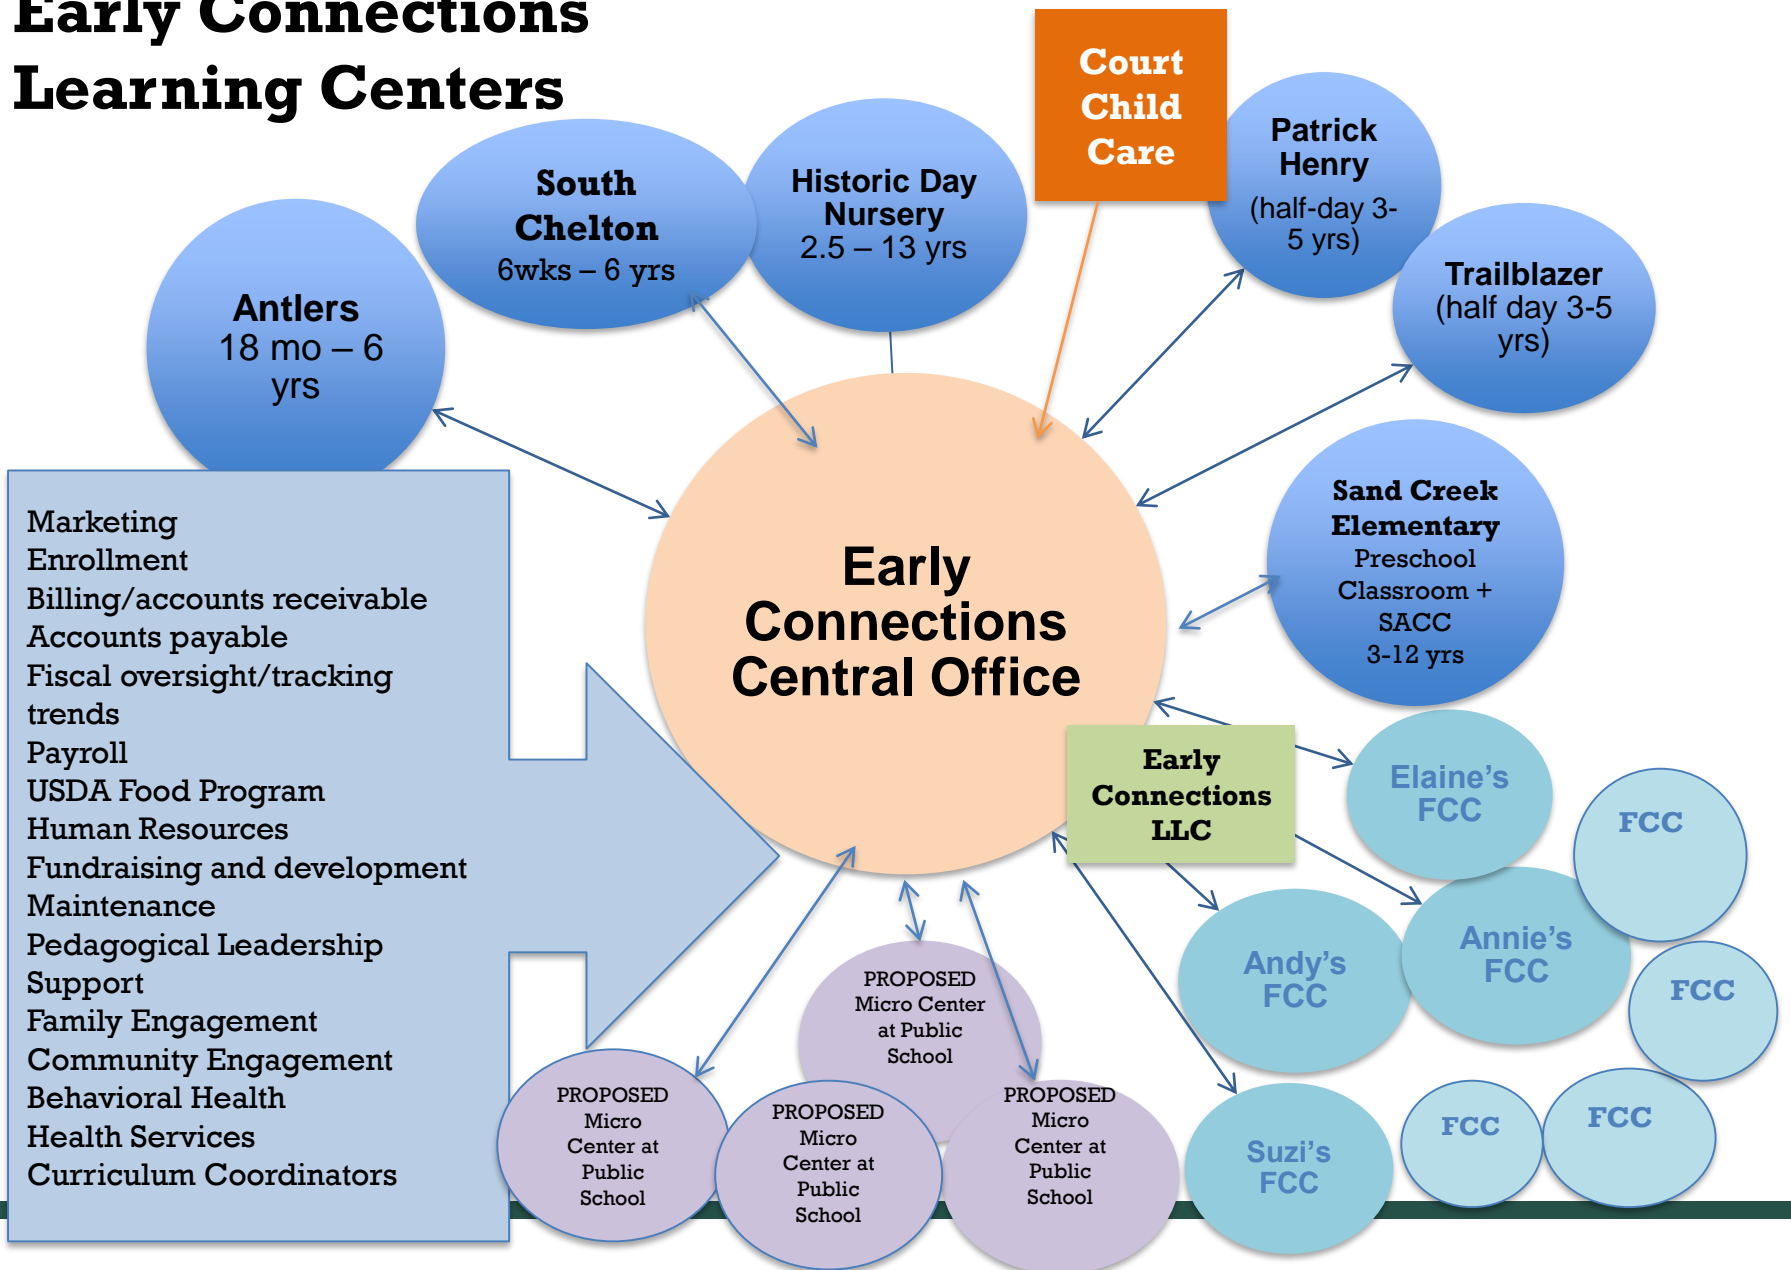 Early Connections
Learning Centers
Court
Child
Care
Patrick
Henry
(half-day 3-
5 yrs)
South
Chelton
6wks – 6 yrs
Historic Day
Nursery
2.5 – 13 yrs
Trailblazer
(half day 3-5
yrs)
Antlers
18 mo – 6
yrs
Sand Creek
Elementary
Preschool
Classroom +
SACC
3-12 yrs
Early
Connections
Central Office
Marketing
Enrollment
Billing/accounts receivable
Accounts payable
Fiscal oversight/tracking
trends
Payroll
USDA Food Program
Human Resources
Fundraising and development
Maintenance
Pedagogical Leadership
Support
Family Engagement
Community Engagement
Behavioral Health
Health Services
Curriculum Coordinators
Early
Connections
LLC
Elaine's
FCC
FCC
Andy's
FCC
Annie's
FCC
FCC
PROPOSED
Micro Center
at Public
School
PROPOSED
Micro
Center at
Public
School
PROPOSED
Micro
Center at
Public
School
PROPOSED
Micro
Center at
Public
School
Suzi's
FCC
FCC
FCC